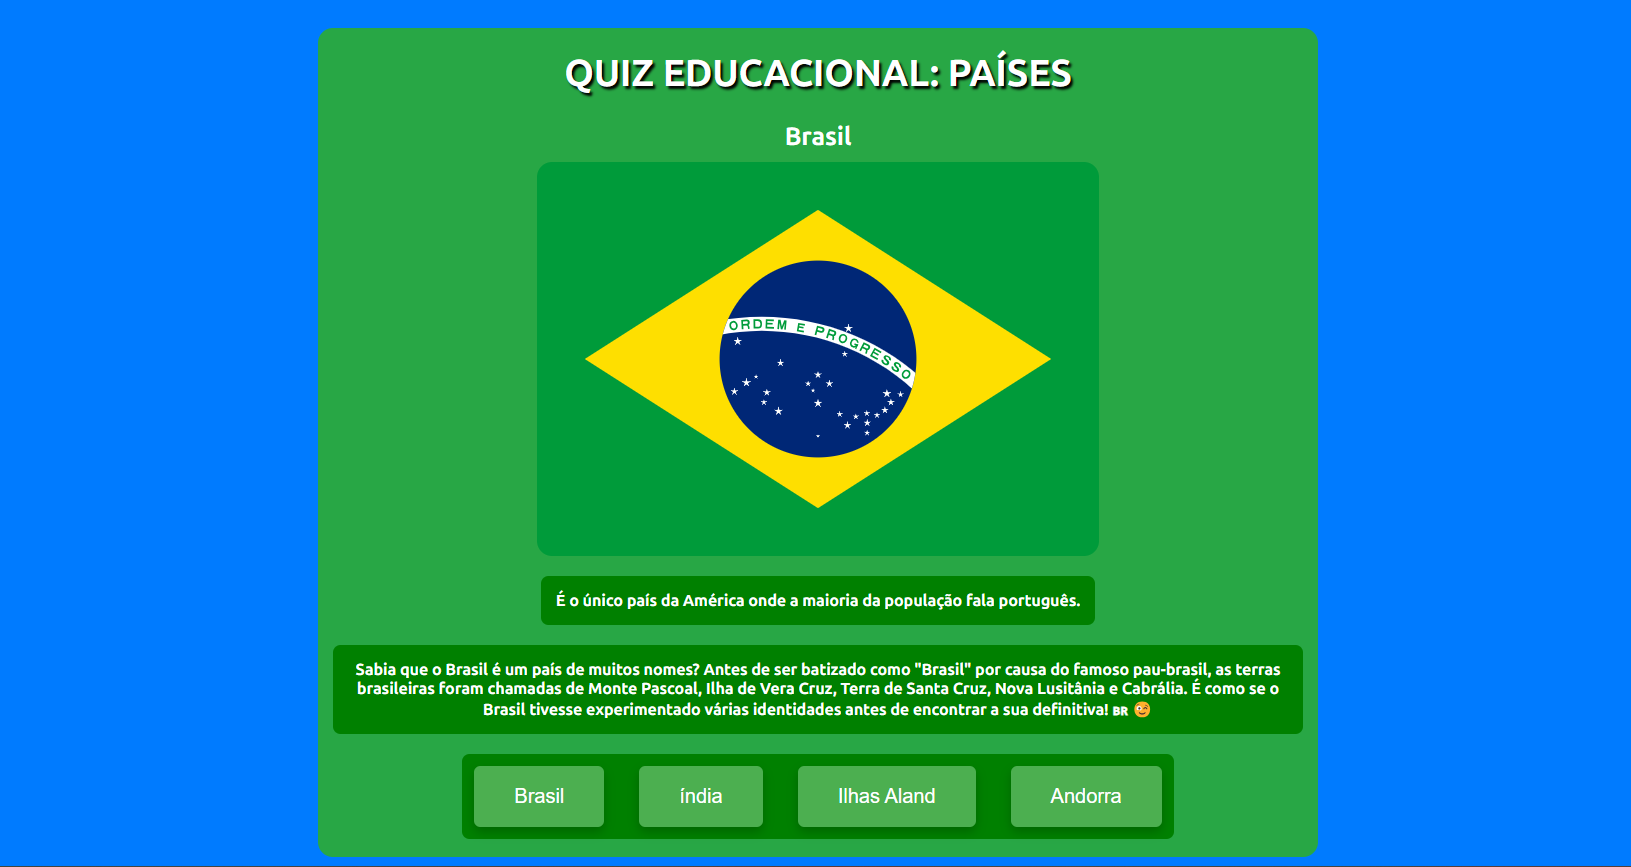 QUIZ EDUCACIONAL: PAÍSES
Brasil
ORDEM E PROGRESSO
É o único país da América onde a maioria da população fala português.
Sabia que o Brasil é um país de muitos nomes? Antes de ser batizado como "Brasil" por causa do famoso pau-brasil, as terras
brasileiras foram chamadas de Monte Pascoal, Ilha de Vera Cruz, Terra de Santa Cruz, Nova Lusitânia e Cabrália. É como se o
Brasil tivesse experimentado várias identidades antes de encontrar a sua definitiva! BR 😉
Brasil
índia
Ilhas Aland
Andorra